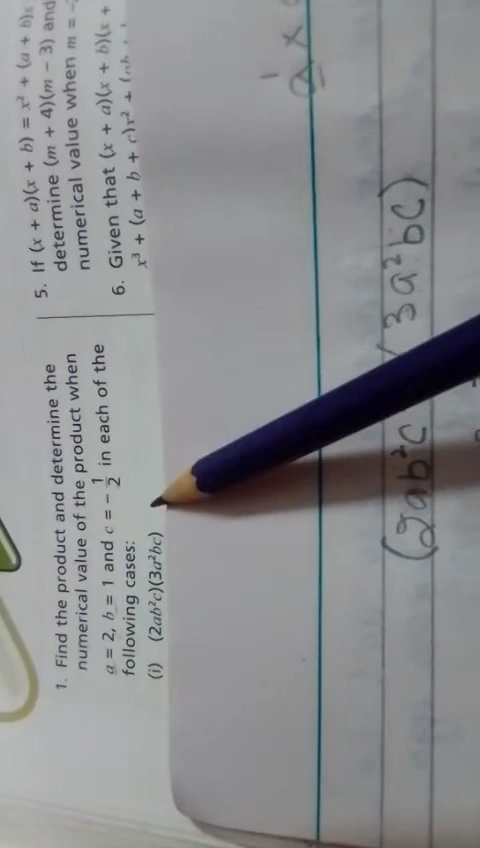 1. Find the product and determine the
numerical value of the product when
a = 2, b = 1 and c = -1/2 in each of the
following cases:
(i) (2ab²c)(3a²bc)
5. If (x + a)(x + b) = x² + (a + b)x
determine (m + 4)(m − 3) and
numerical value when m = -
6. Given that (x + a)(x + b)(x +
x³ + (a + b + c)x² +
(2ab²c (3a²bc)